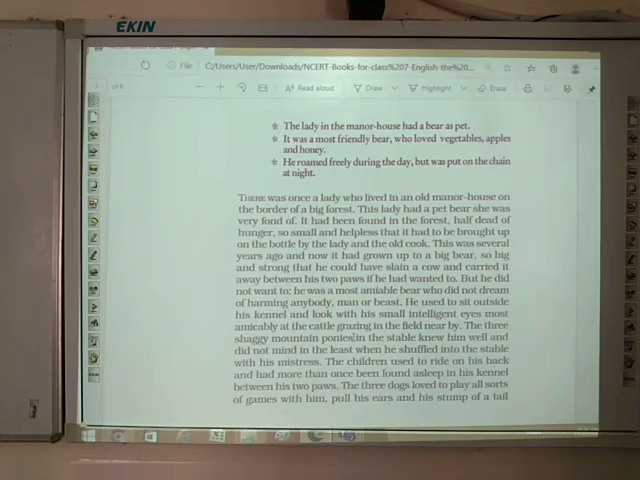 EKIN
File
C:/Users/User/Downloads/NCERT-Books-for-class%207-English-the%20...
of 6
Read aloud
Draw
Highlight
Erase
The lady in the manor-house had a bear as pet.
It was a most friendly bear, who loved vegetables, apples
and honey.
He roamed freely during the day, but was put on the chain
at night.
THERE was once a lady who lived in an old manor-house on
the border of a big forest. This lady had a pet bear she was
very fond of. It had been found in the forest, half dead of
hunger, so small and helpless that it had to be brought up
on the bottle by the lady and the old cook. This was several
years ago and now it had grown up to a big bear, so big
and strong that he could have slain a cow and carried it
away between his two paws if he had wanted to. But he did
not want to; he was a most amiable bear who did not dream
of harming anybody, man or beast. He used to sit outside
his kennel and look with his small intelligent eyes most
amicably at the cattle grazing in the field near by. The three
shaggy mountain ponies in the stable knew him well and
did not mind in the least when he shuffled into the stable
with his mistress. The children used to ride on his back
and had more than once been found asleep in his kennel
between his two paws. The three dogs loved to play all sorts
of games with him, pull his ears and his stump of a tail